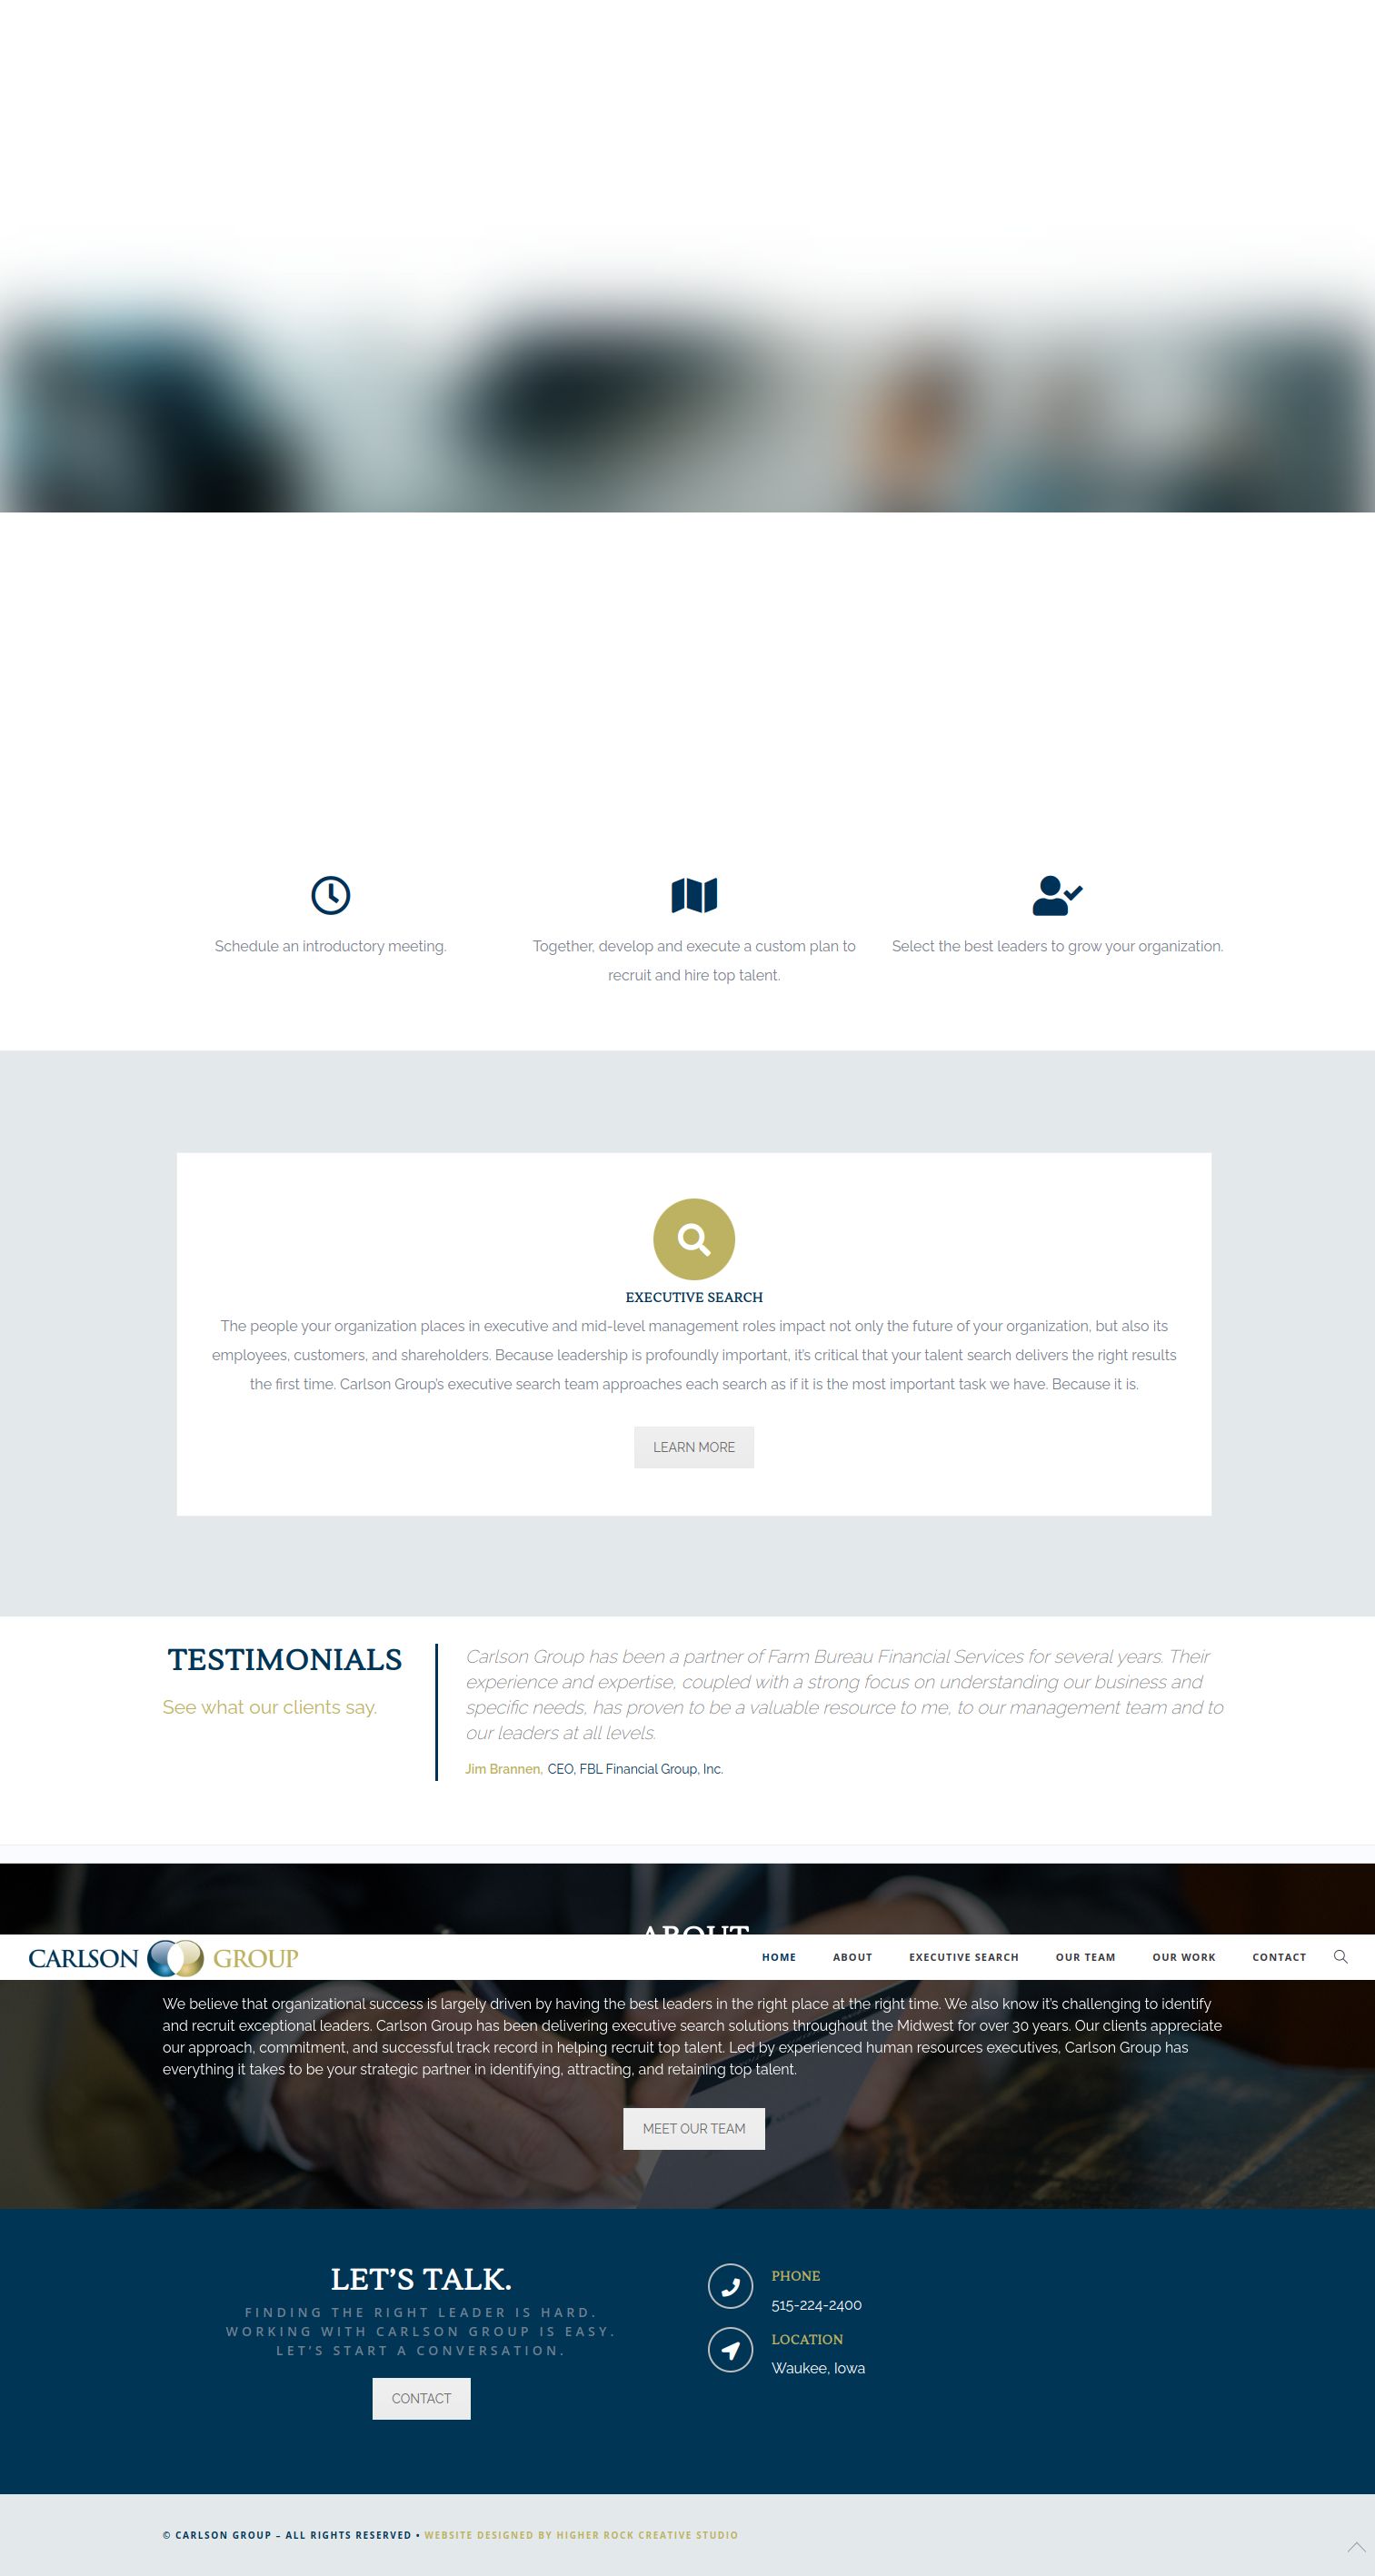 Schedule an introductory meeting.
Together, develop and execute a custom plan to
recruit and hire top talent.
Select the best leaders to grow your organization.
EXECUTIVE SEARCH
The people your organization places in executive and mid-level management roles impact not only the future of your organization, but also its
employees, customers, and shareholders. Because leadership is profoundly important, it’s critical that your talent search delivers the right results
the first time. Carlson Group’s executive search team approaches each search as if it is the most important task we have. Because it is.
LEARN MORE
TESTIMONIALS
See what our clients say.
Carlson Group has been a partner of Farm Bureau Financial Services for several years. Their
experience and expertise, coupled with a strong focus on understanding our business and
specific needs, has proven to be a valuable resource to me, to our management team and to
our leaders at all levels.
Jim Brannen, CEO, FBL Financial Group, Inc.
ABOUT
CARLSON GROUP
HOME ABOUT EXECUTIVE SEARCH OUR TEAM OUR WORK CONTACT
We believe that organizational success is largely driven by having the best leaders in the right place at the right time. We also know it’s challenging to identify
and recruit exceptional leaders. Carlson Group has been delivering executive search solutions throughout the Midwest for over 30 years. Our clients appreciate
our approach, commitment, and successful track record in helping recruit top talent. Led by experienced human resources executives, Carlson Group has
everything it takes to be your strategic partner in identifying, attracting, and retaining top talent.
MEET OUR TEAM
LET’S TALK.
FINDING THE RIGHT LEADER IS HARD.
WORKING WITH CARLSON GROUP IS EASY.
LET’S START A CONVERSATION.
CONTACT
PHONE
515-224-2400
LOCATION
Waukee, Iowa
© CARLSON GROUP – ALL RIGHTS RESERVED • WEBSITE DESIGNED BY HIGHER ROCK CREATIVE STUDIO